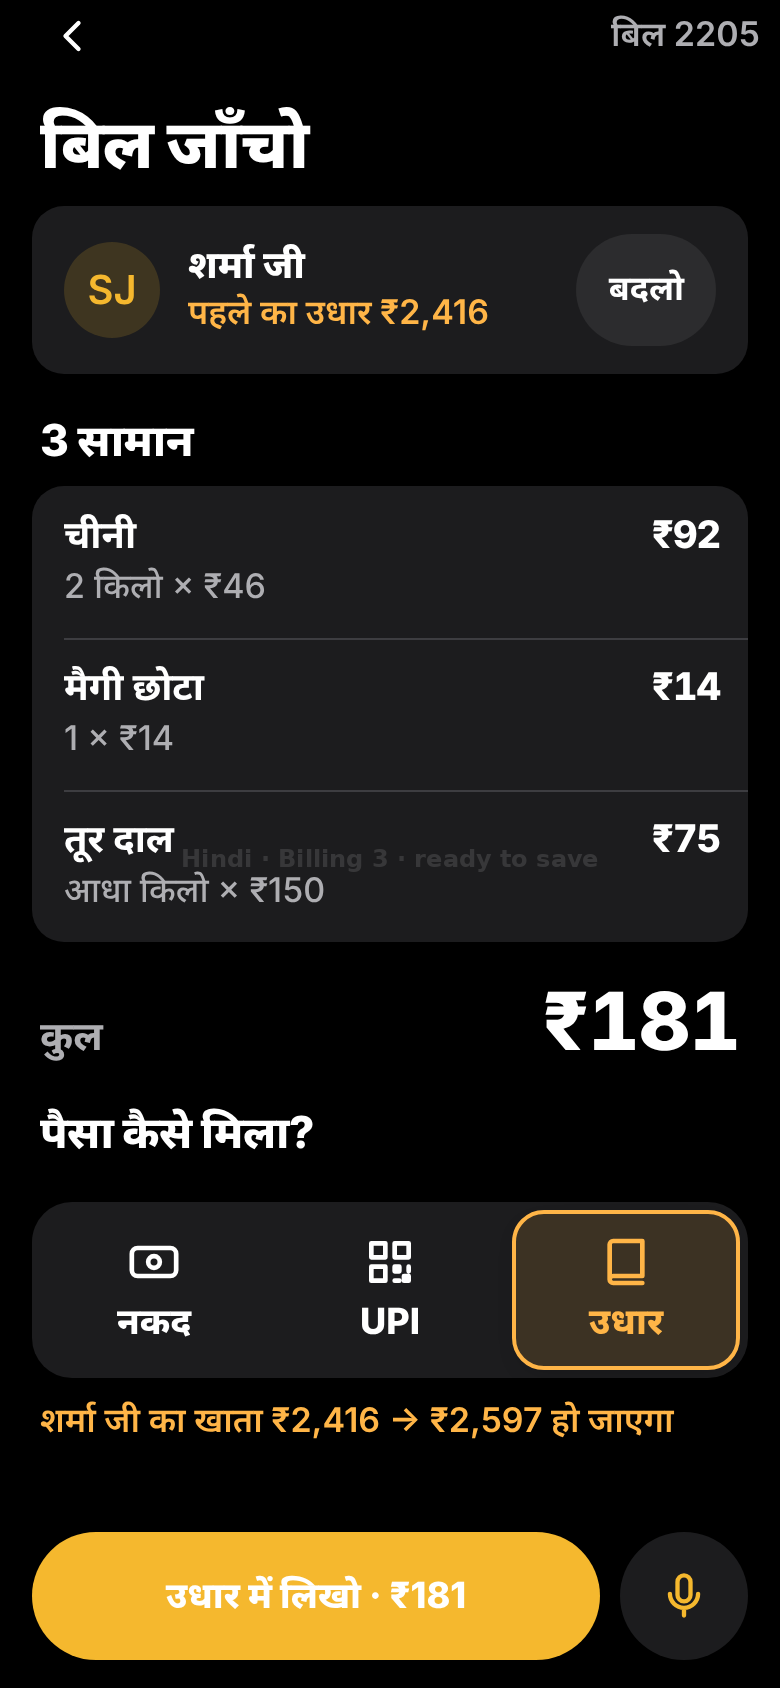 बिल 2205
बिल जाँचो
SJ
शर्मा जी
पहले का उधार ₹2,416
बदलो
3 सामान
चीनी ₹92
2 किलो × ₹46
मैगी छोटा ₹14
1 × ₹14
तूर दाल ₹75
Hindi · Billing 3 · ready to save
आधा किलो × ₹150
कुल ₹181
पैसा कैसे मिला?
नकद UPI उधार
शर्मा जी का खाता ₹2,416 → ₹2,597 हो जाएगा
उधार में लिखो · ₹181